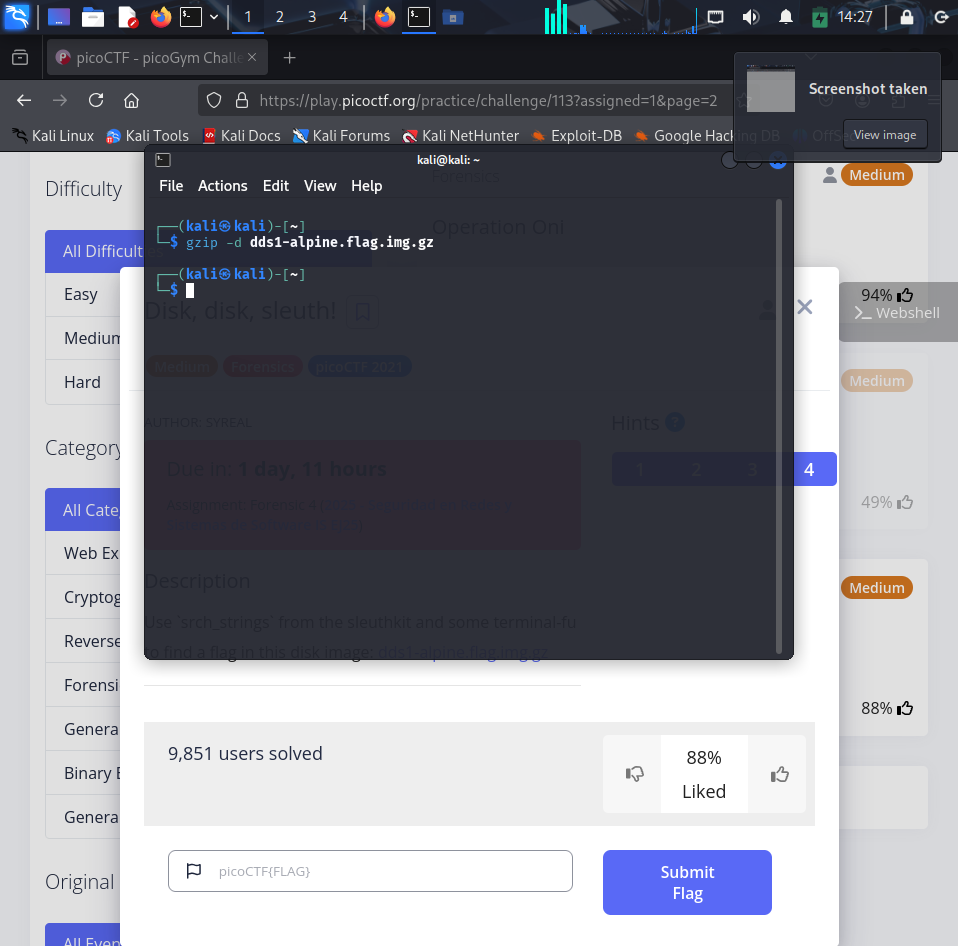 1 2 3 4 14:27
picoCTF - picoGym Challe
https://play.picoctf.org/practice/challenge/113?assigned=1&page=2
Screenshot taken
View image
Kali Linux Kali Tools Kali Docs Kali Forums Kali NetHunter Exploit-DB Google Hacking DB OffSec
kali@kali: ~
File Actions Edit View Help
┌──(kali㉿kali)-[~]
└─$ gzip -d dds1-alpine.flag.img.gz
┌──(kali㉿kali)-[~]
└─$
Difficulty
All Difficult
Easy
Medium
Hard
Category
All Cate
Web Ex
Cryptog
Reverse
Forensi
Genera
Binary E
Genera
Original
All Even
Forensics
Operation Oni
Medium
94%
Webshell
Medium
49%
Medium
88%
Disk, disk, sleuth!
Medium Forensics picoCTF 2021
AUTHOR: SYREAL
Hints ?
1 2 3 4
Due in: 1 day, 11 hours
Description
Use `srch_strings` from the sleuthkit and some terminal-fu
to find a flag in this disk image: dds1-alpine.flag.img.gz
9,851 users solved
88%
Liked
picoCTF{FLAG}
Submit
Flag